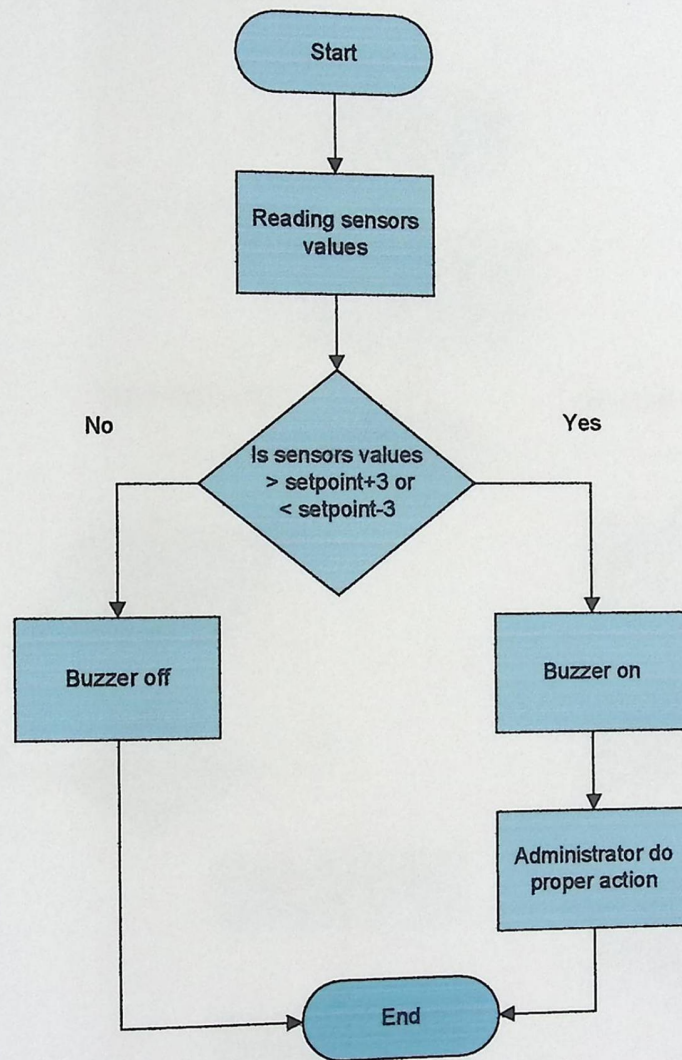 Start
Reading sensors
values
No
Yes
Is sensors values
> setpoint+3 or
< setpoint-3
Buzzer off
Buzzer on
Administrator do
proper action
End